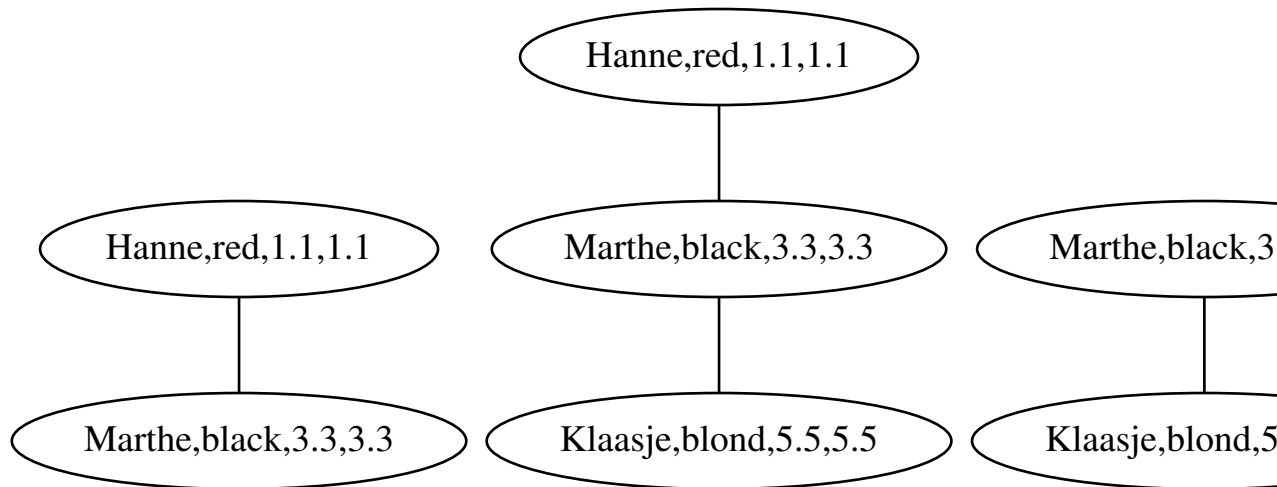 Hanne,red,1.1,1.1
Hanne,red,1.1,1.1
Marthe,black,3.3,3.3
Marthe,black,3
Marthe,black,3.3,3.3
Klaasje,blond,5.5,5.5
Klaasje,blond,5